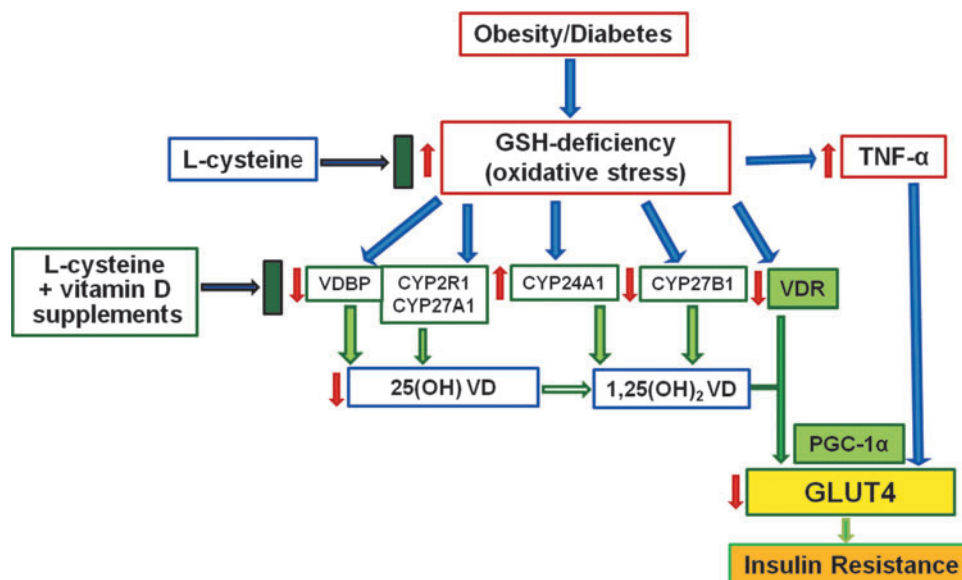 Obesity/Diabetes
L-cysteine
GSH-deficiency
(oxidative stress)
TNF-α
L-cysteine
+ vitamin D
supplements
VDBP
CYP2R1
CYP27A1
CYP24A1
CYP27B1
VDR
25(OH) VD
1,25(OH)₂ VD
PGC-1α
GLUT4
Insulin Resistance